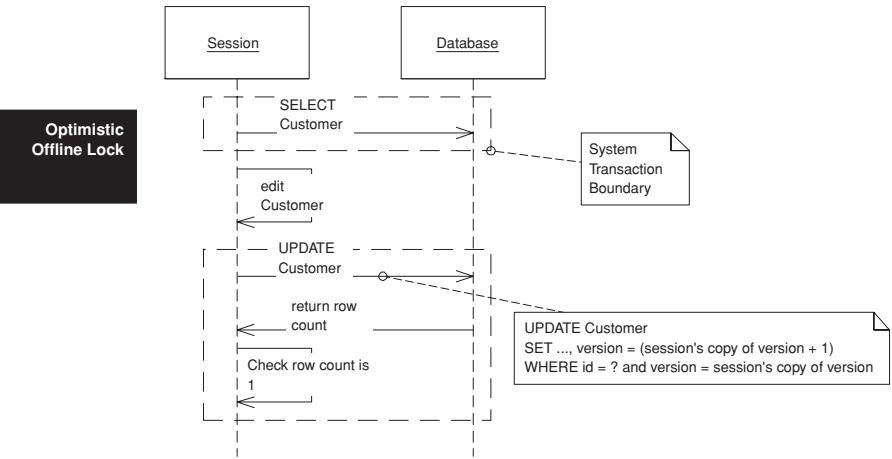 Session
Database
Optimistic
Offline Lock
SELECT
Customer
System
Transaction
Boundary
edit
Customer
UPDATE
Customer
return row
count
UPDATE Customer
SET ..., version = (session's copy of version + 1)
WHERE id = ? and version = session's copy of version
Check row count is
1